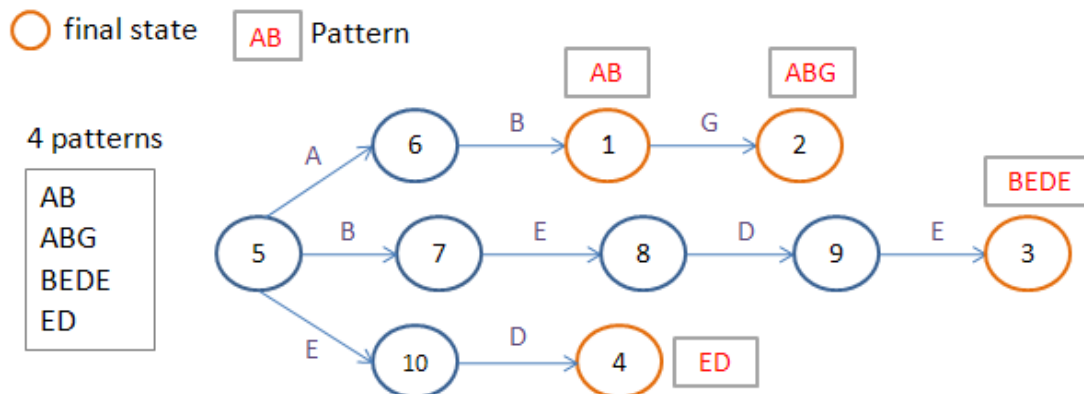 final state
AB Pattern
AB
ABG
4 patterns
AB
ABG
BEDE
ED
A
6
B
1
G
2
BEDE
5
B
7
E
8
D
9
E
3
E
10
D
4
ED